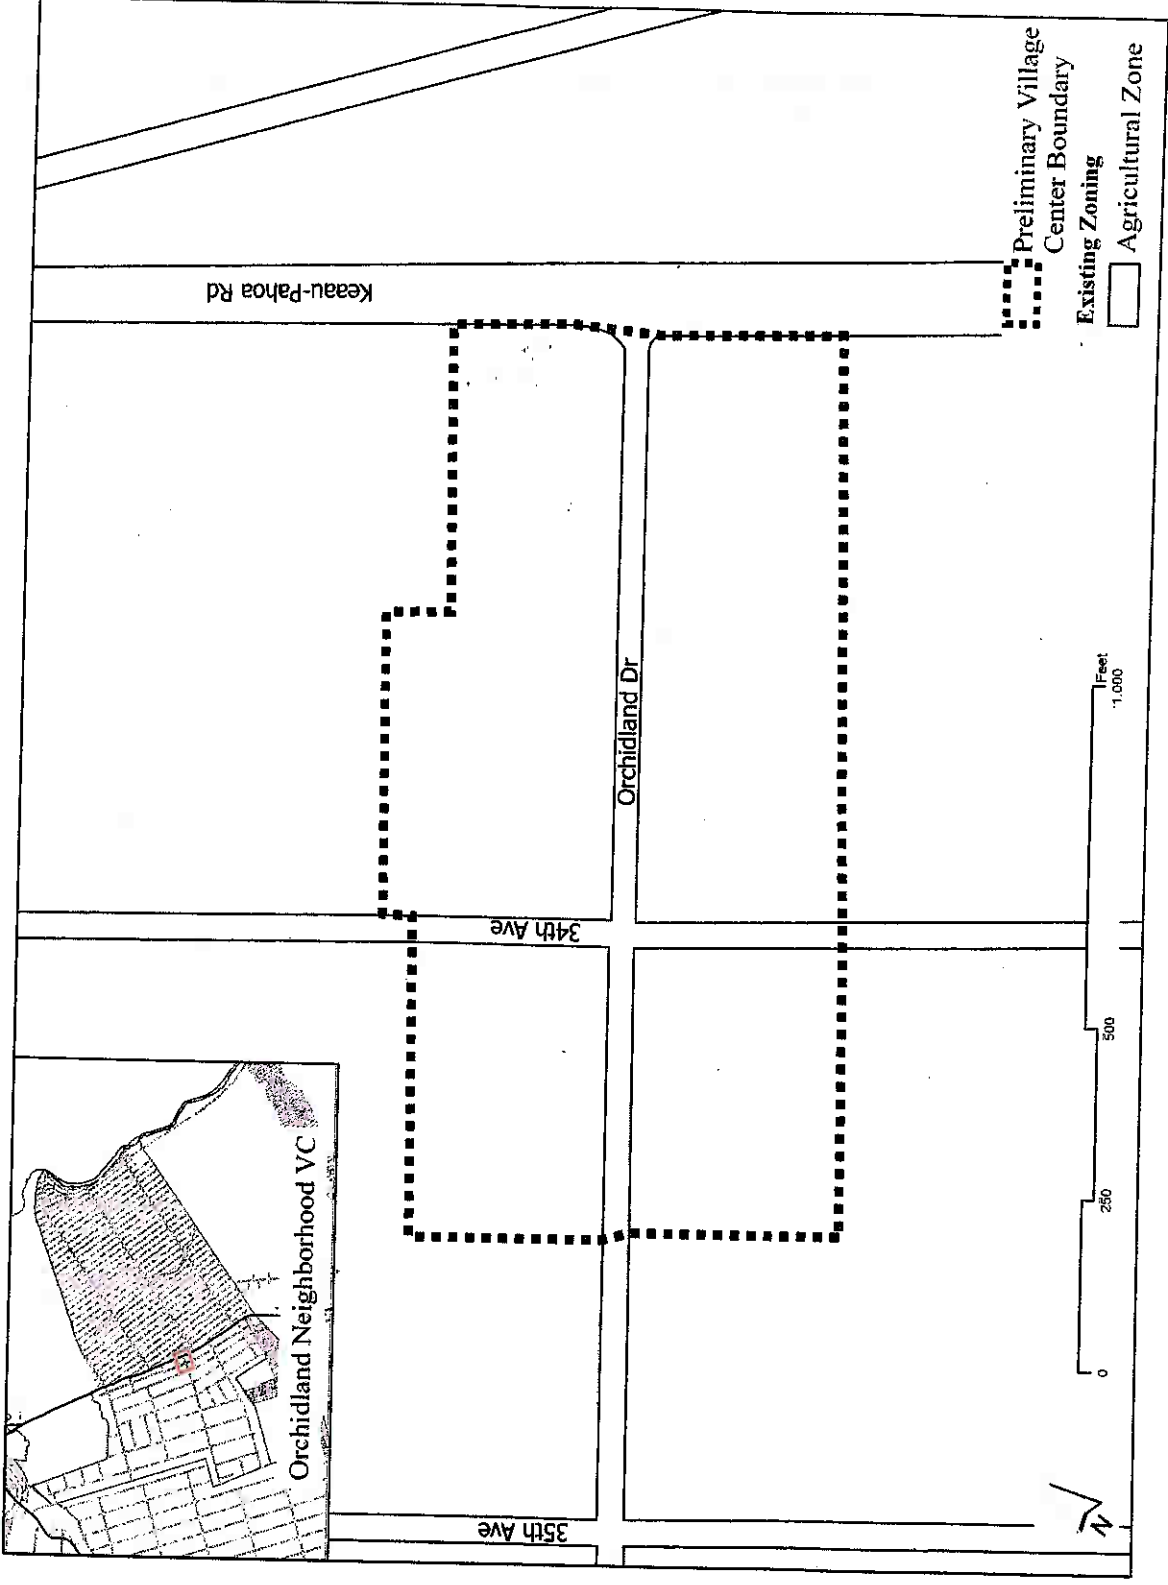 Orchidland Neighborhood VC
35th Ave
34th Ave
Orchidland Dr
Keaau-Pahoa Rd
Preliminary Village
Center Boundary
Existing Zoning
Agricultural Zone
0
250
500
1,000
Feet
N